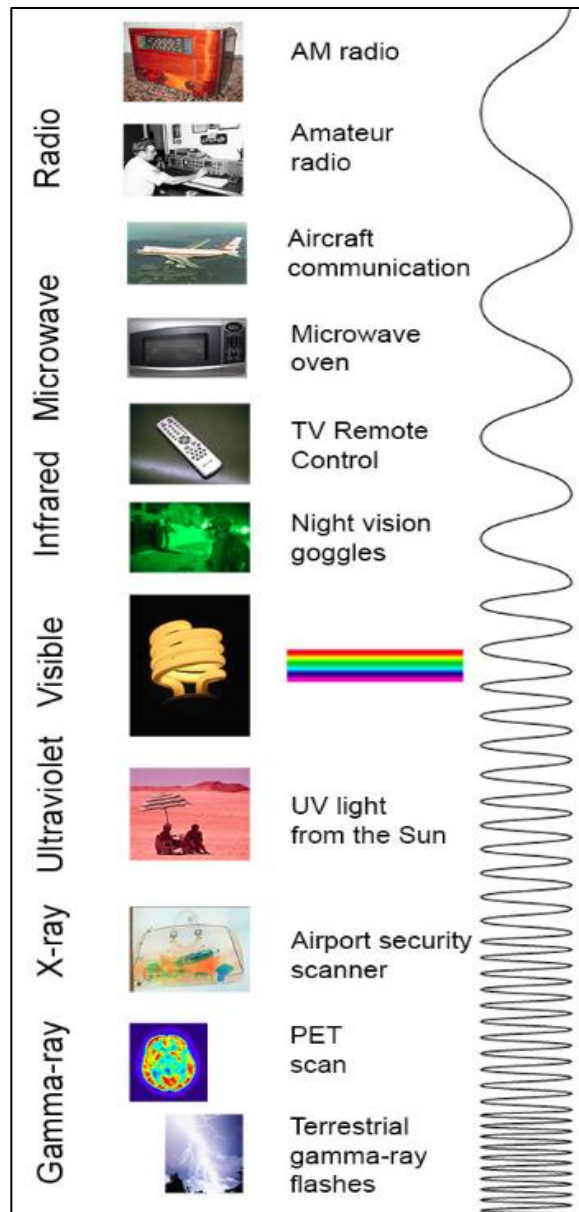 Radio
AM radio
Amateur
radio
Aircraft
communication
Microwave
Microwave
oven
Infrared
TV Remote
Control
Night vision
goggles
Visible
Ultraviolet
UV light
from the Sun
X-ray
Airport security
scanner
Gamma-ray
PET
scan
Terrestrial
gamma-ray
flashes